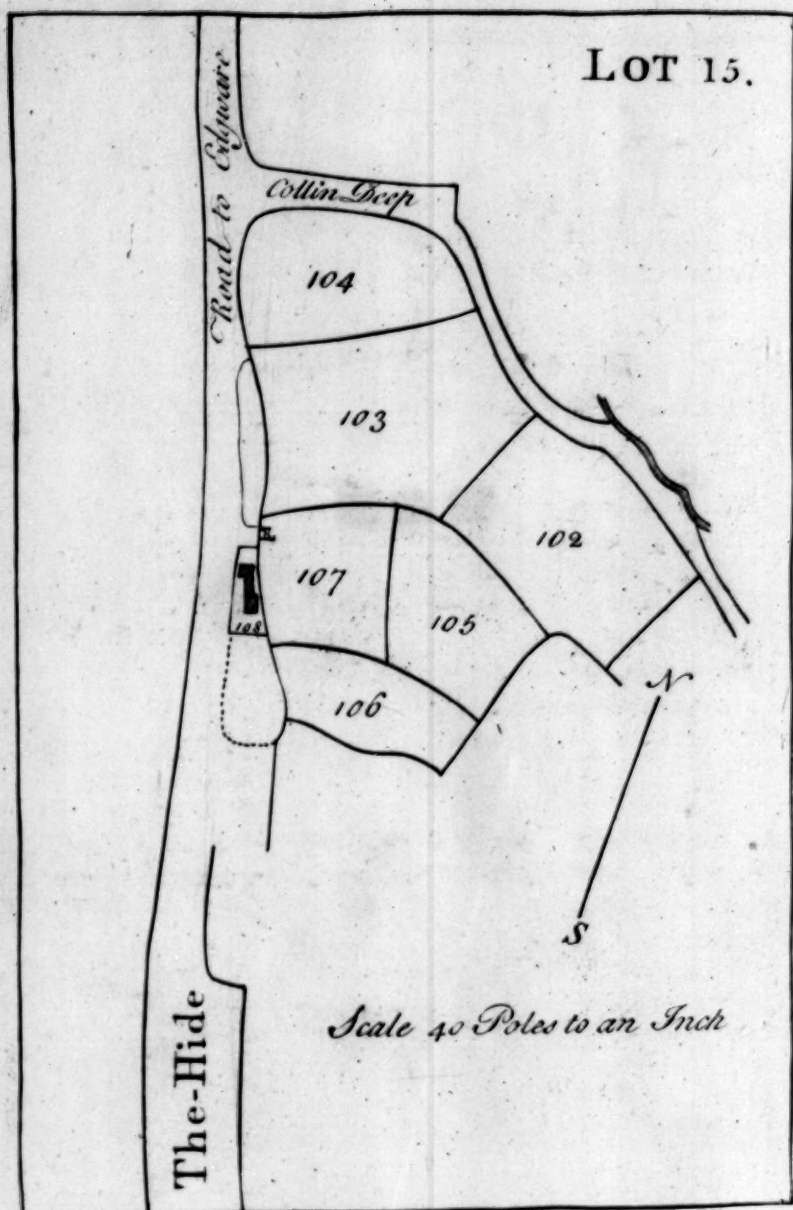 LOT 15.
Road to Edgware
Collin Deep
104
103
102
107
105
108
106
N
S
Scale 40 Poles to an Inch
The-Hide